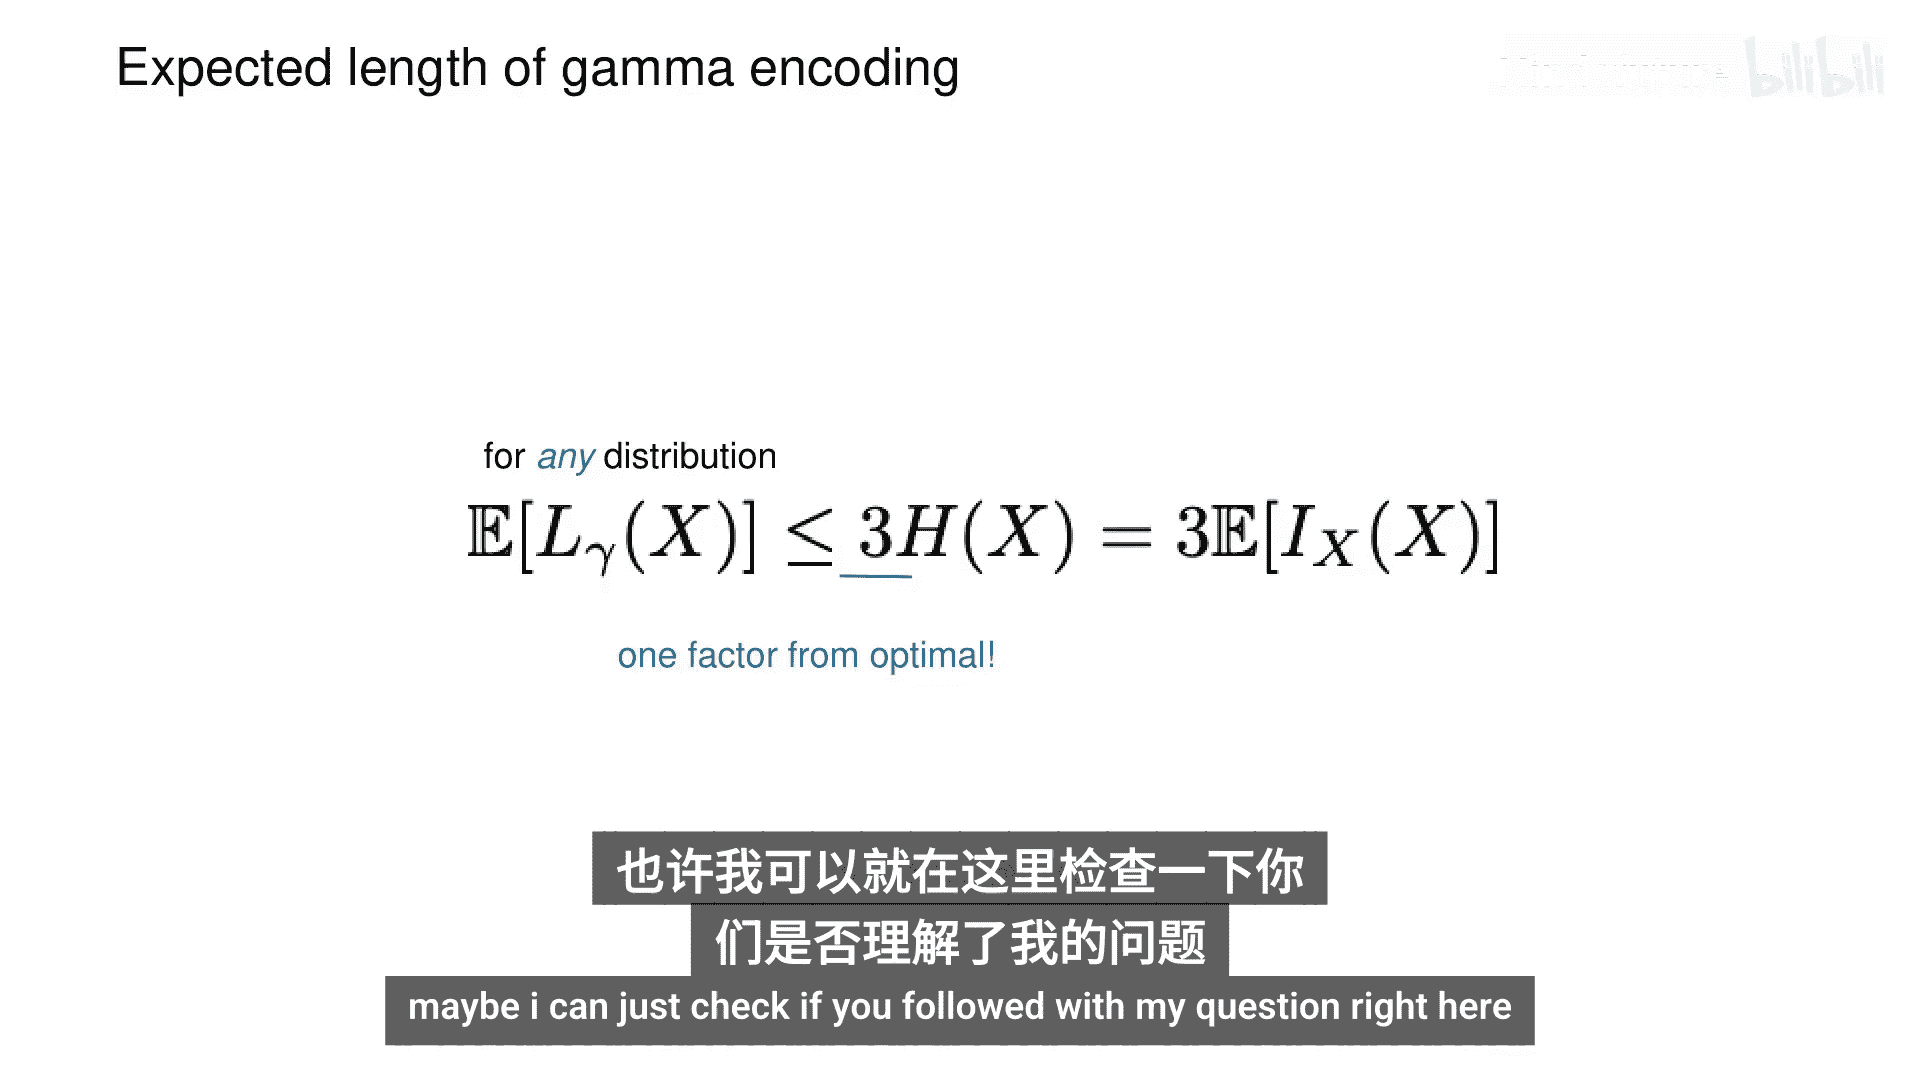 Expected length of gamma encoding
bilibili
for any distribution
𝔼[L_γ(X)] ≤ 3H(X) = 3𝔼[I_X(X)]
one factor from optimal!
也许我可以就在这里检查一下你
们是否理解了我的问题
maybe i can just check if you followed with my question right here